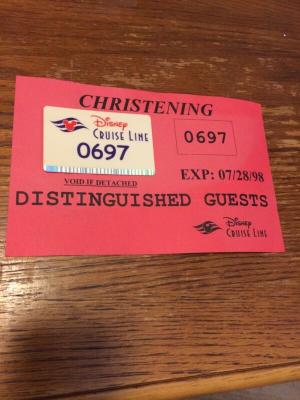 CHRISTENING
Disney
CRUISE LINE
0697
0697
VOID IF DETACHED
EXP: 07/28/98
DISTINGUISHED GUESTS
Disney
CRUISE LINE